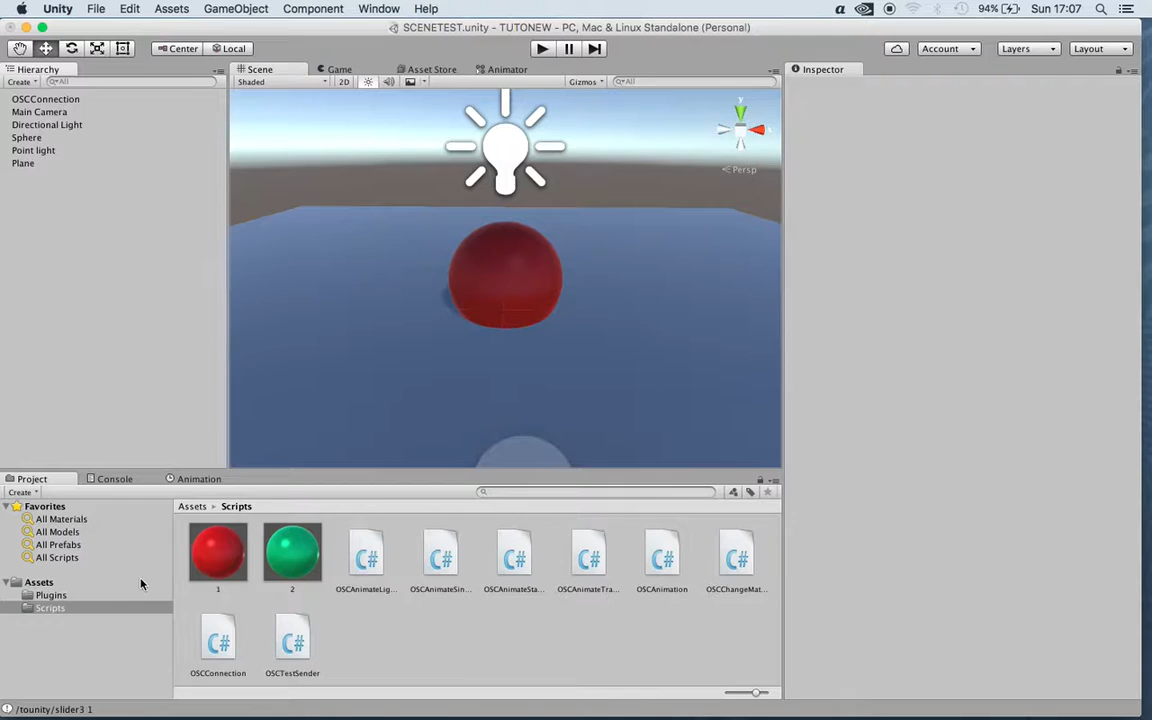 Unity File Edit Assets GameObject Component Window Help 94% Sun 17:07
SCENETEST.unity - TUTONEW - PC, Mac & Linux Standalone (Personal)
Center Local Account Layers Layout
Hierarchy Scene Game Asset Store Animator Inspector
Create All Shaded 2D Gizmos All
OSCConnection
Main Camera
Directional Light
Sphere
Point light
Plane
y
Persp
Project Console Animation
Create
Favorites
All Materials
All Models
All Prefabs
All Scripts
Assets
Plugins
Scripts
Assets Scripts
1 2 OSCAnimateLig... OSCAnimateSin... OSCAnimateSta... OSCAnimateTra... OSCAnimation OSCChangeMat...
C# C# C# C# C# C#
C# C#
OSCConnection OSCTestSender
/tounity/slider3 1